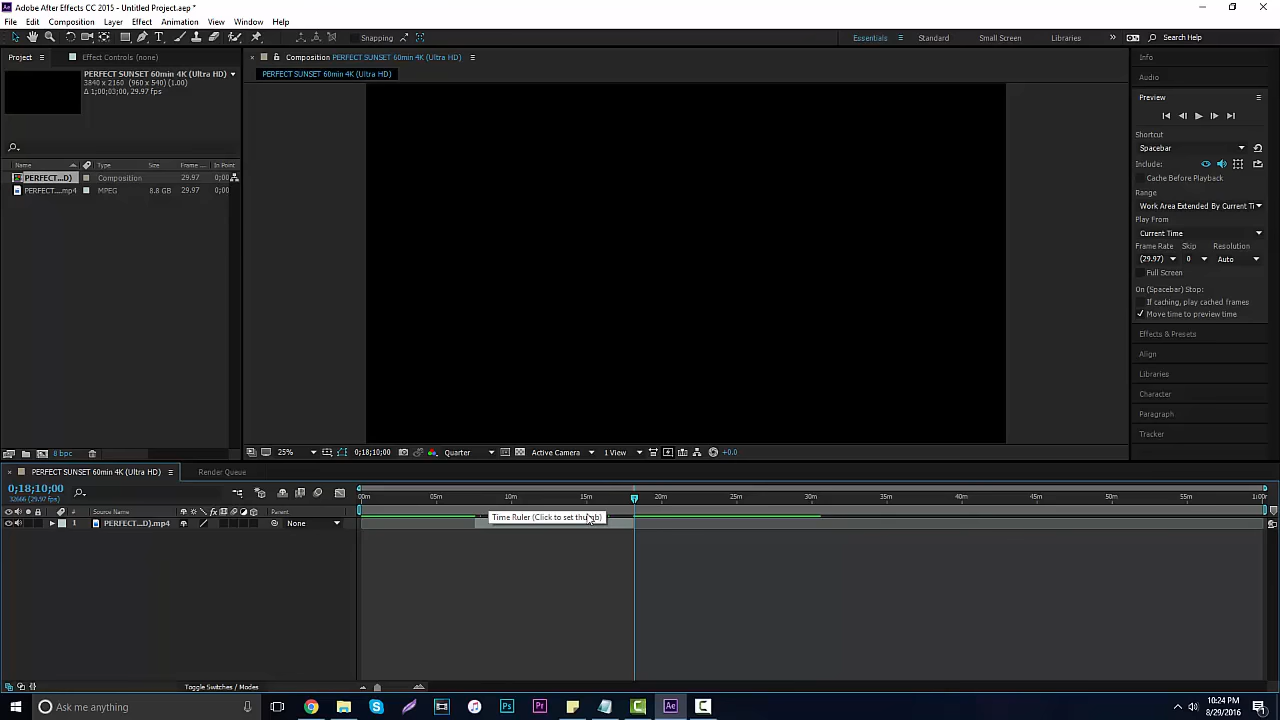 Adobe After Effects CC 2015 - Untitled Project.aep *
File Edit Composition Layer Effect Animation View Window Help
Snapping Essentials Standard Small Screen Libraries Search Help
Project Effect Controls (none) Composition PERFECT SUNSET 60min 4K (Ultra HD) Info
PERFECT SUNSET 60min 4K (Ultra HD) PERFECT SUNSET 60min 4K (Ultra HD)
3840 x 2160 (960 x 540) (1.00)
Δ 1;00;03;00, 29.97 fps
Audio
Preview
Shortcut
Spacebar
Include:
Cache Before Playback
Range
Work Area Extended By Current Ti
Play From
Current Time
Frame Rate Skip Resolution
(29.97) 0 Auto
Full Screen
On (Spacebar) Stop:
If caching, play cached frames
Move time to preview time
Effects & Presets
Align
Libraries
Character
Paragraph
Tracker
Name Type Size Frame ... In Point
PERFECT...D) Composition 29.97 0;00
PERFECT....mp4 MPEG 8.8 GB 29.97 0;00
8 bpc 25% 0;18;10;00 Quarter Active Camera 1 View +0.0
PERFECT SUNSET 60min 4K (Ultra HD) Render Queue
0;18;10;00
32666 (29.97 fps)
00m 05m 10m 15m 20m 25m 30m 35m 40m 45m 50m 55m 1:00r
# Source Name Parent
1 PERFECT...D).mp4 None
Time Ruler (Click to set thumb)
Toggle Switches / Modes
Ask me anything
10:24 PM
8/29/2016